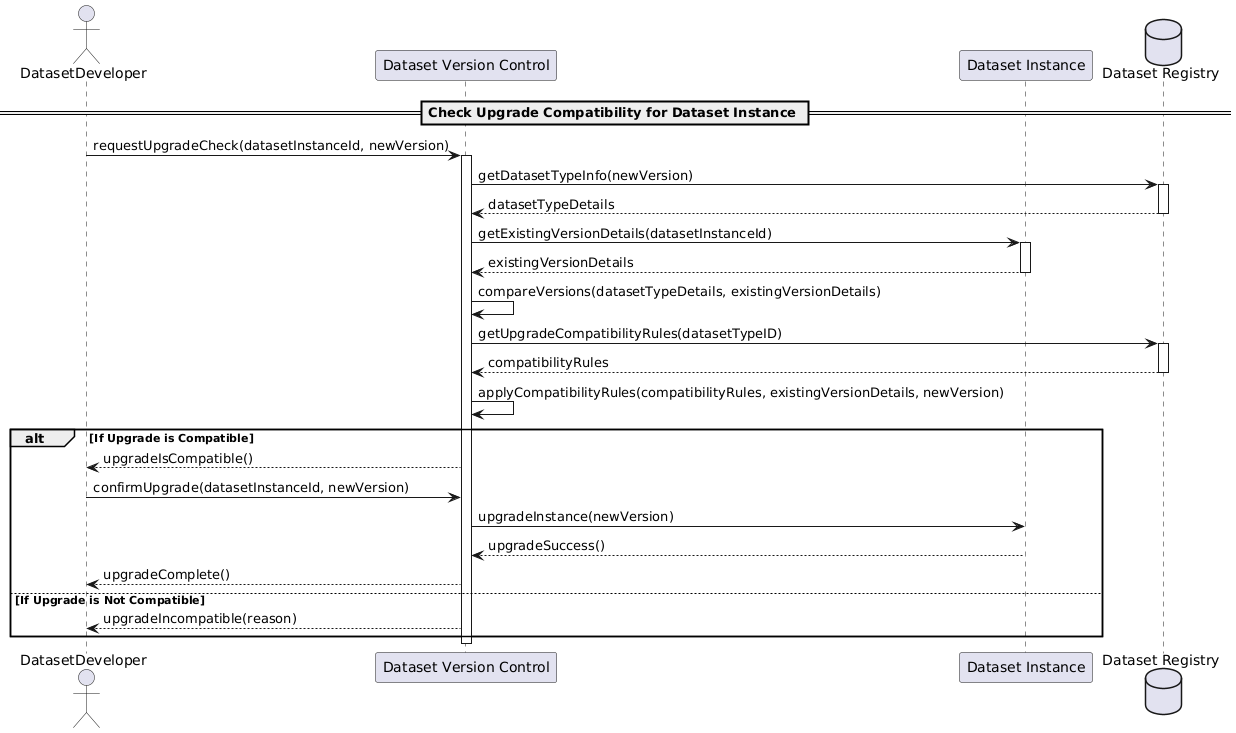 DatasetDeveloper
Dataset Version Control
Dataset Instance
Dataset Registry
Check Upgrade Compatibility for Dataset Instance
requestUpgradeCheck(datasetInstanceId, newVersion)
getDatasetTypeInfo(newVersion)
datasetTypeDetails
getExistingVersionDetails(datasetInstanceId)
existingVersionDetails
compareVersions(datasetTypeDetails, existingVersionDetails)
getUpgradeCompatibilityRules(datasetTypeID)
compatibilityRules
applyCompatibilityRules(compatibilityRules, existingVersionDetails, newVersion)
alt
[If Upgrade is Compatible]
upgradeIsCompatible()
confirmUpgrade(datasetInstanceId, newVersion)
upgradeInstance(newVersion)
upgradeSuccess()
upgradeComplete()
[If Upgrade is Not Compatible]
upgradeIncompatible(reason)
DatasetDeveloper
Dataset Version Control
Dataset Instance
Dataset Registry